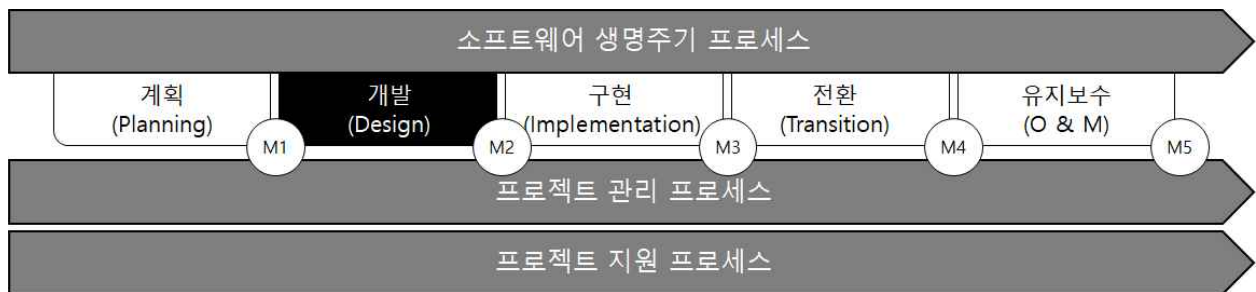 소프트웨어 생명주기 프로세스
계획
(Planning)
개발
(Design)
구현
(Implementation)
전환
(Transition)
유지보수
(O & M)
M1
M2
M3
M4
M5
프로젝트 관리 프로세스
프로젝트 지원 프로세스